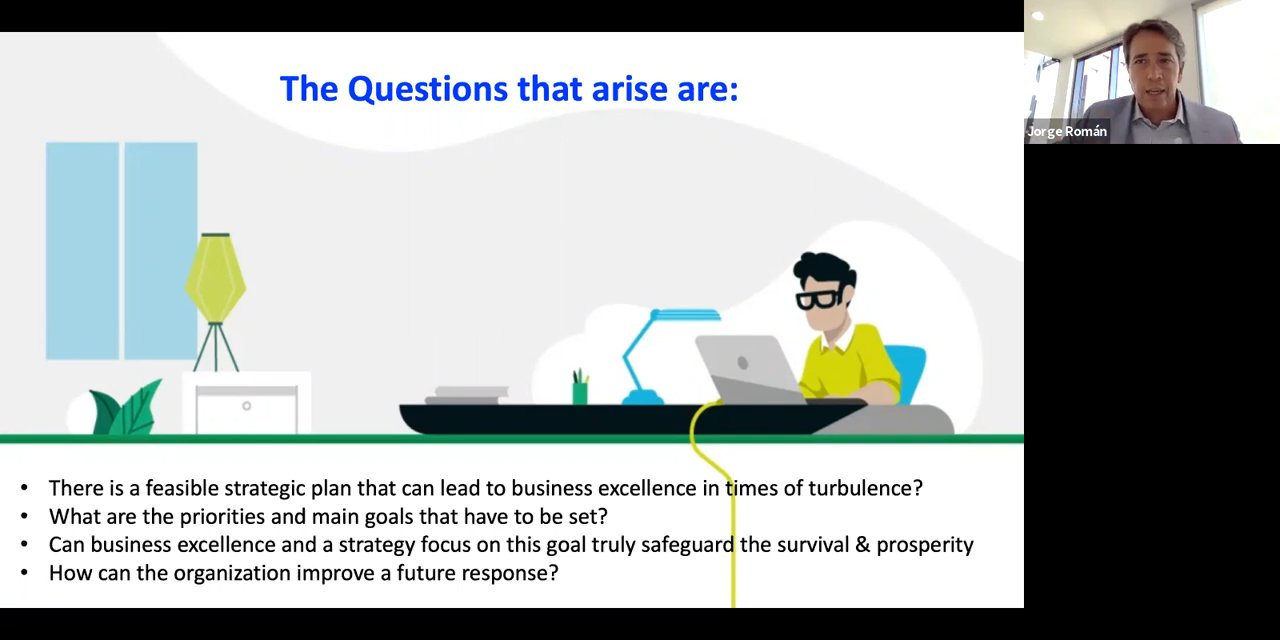 The Questions that arise are:
Jorge Román
• There is a feasible strategic plan that can lead to business excellence in times of turbulence?
• What are the priorities and main goals that have to be set?
• Can business excellence and a strategy focus on this goal truly safeguard the survival & prosperity
• How can the organization improve a future response?